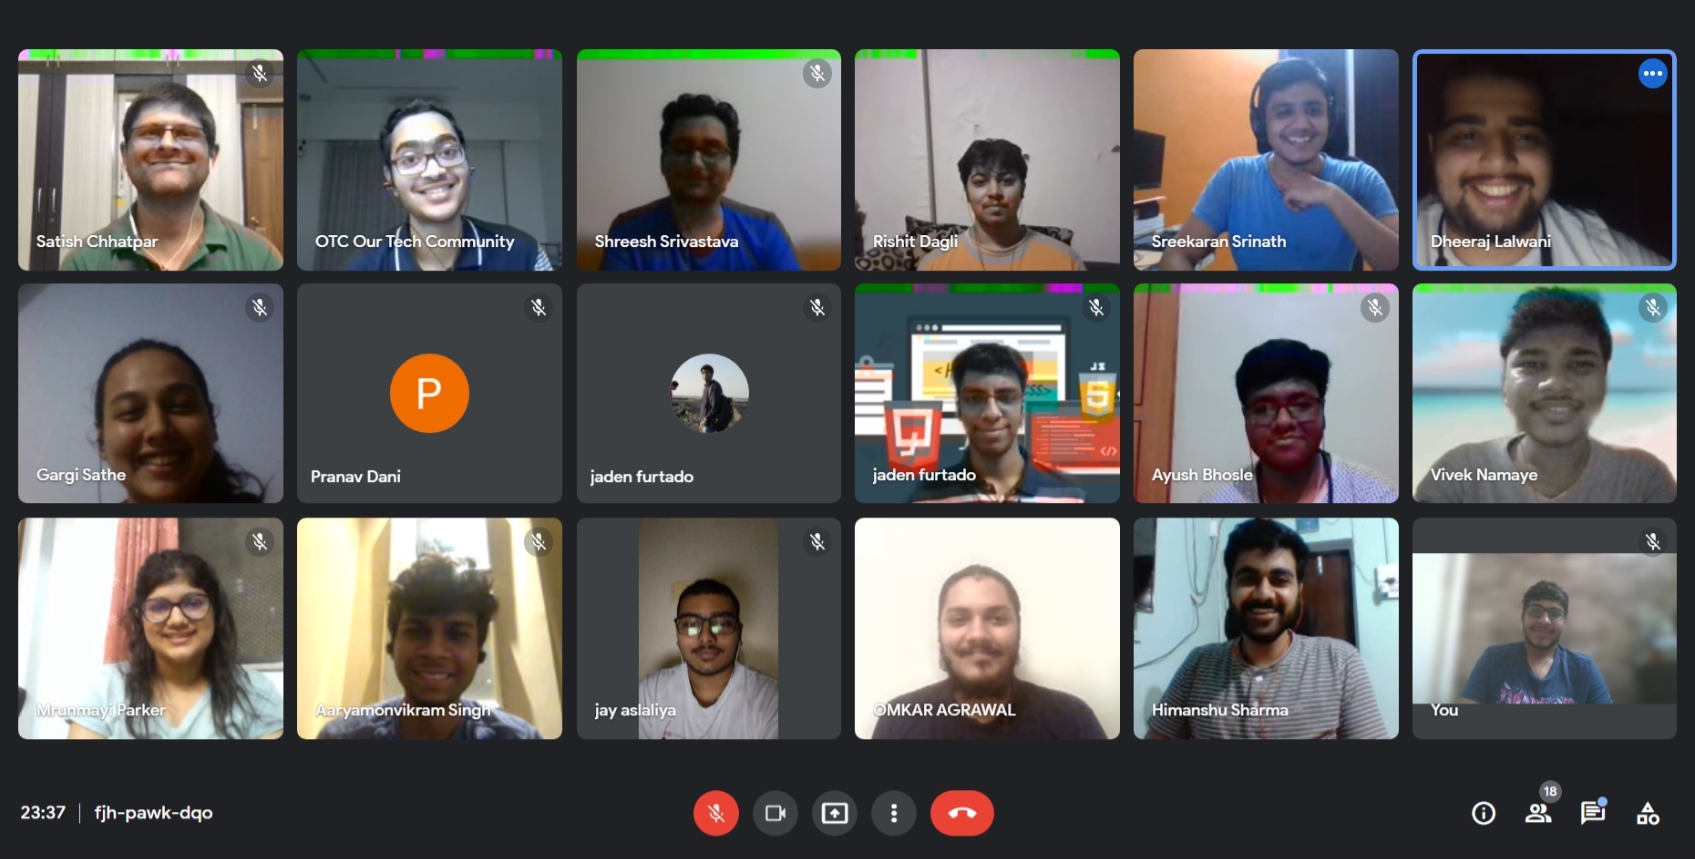 Satish Chhatpar
OTC Our Tech Community
Shreesh Srivastava
Rishit Dagli
Sreekaran Srinath
Dheeraj Lalwani
Gargi Sathe
P
Pranav Dani
jaden furtado
jaden furtado
JS
5
</>
Ayush Bhosle
Vivek Namaye
Mrunmayi Parker
Aaryamonvikram Singh
jay aslaliya
OMKAR AGRAWAL
Himanshu Sharma
You
23:37 | fjh-pawk-dqo
18